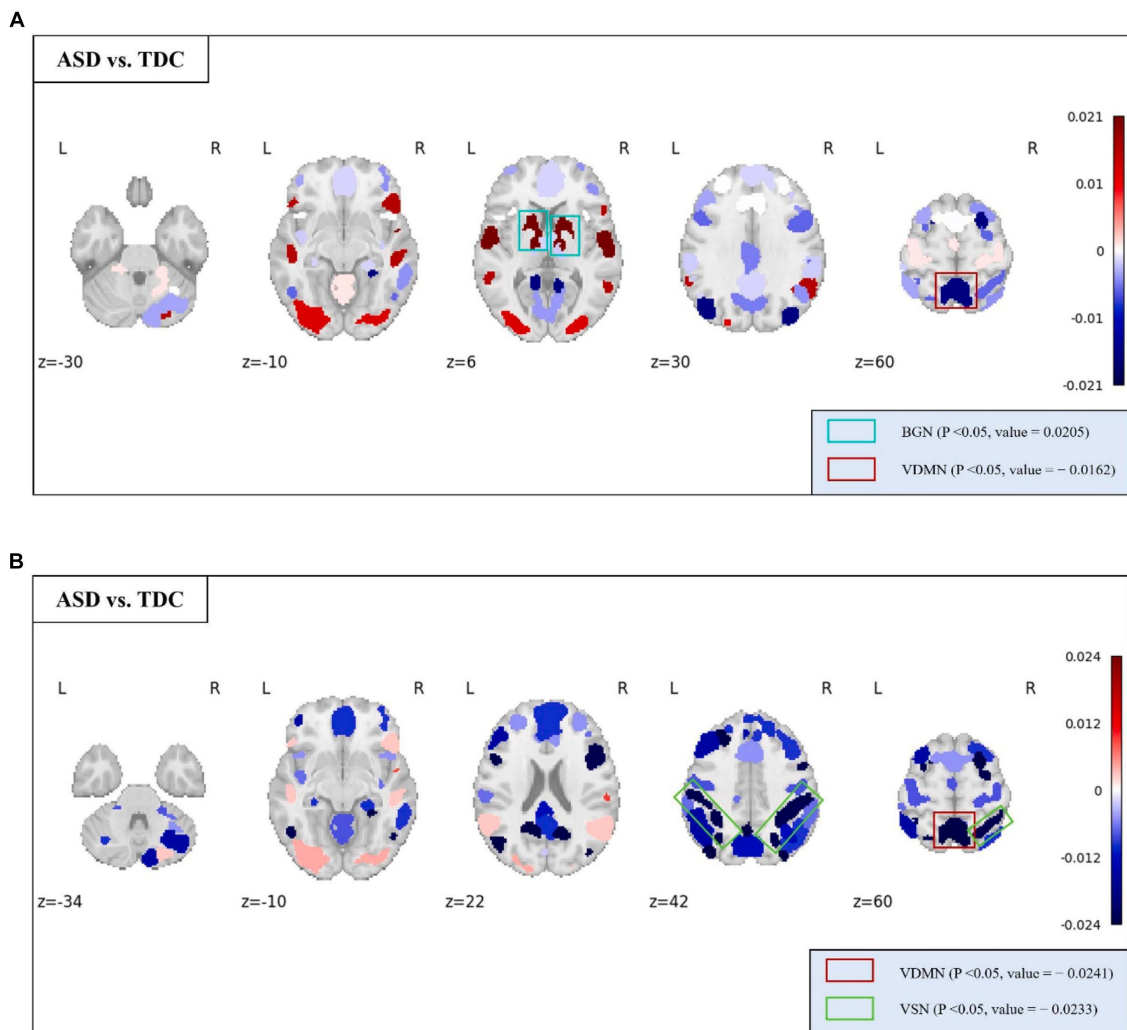 A
ASD vs. TDC
L R L R L R L R L R
0.021
0.01
0
-0.01
-0.021
z=-30 z=-10 z=6 z=30 z=60
BGN (P <0.05, value = 0.0205)
VDMN (P <0.05, value = − 0.0162)
B
ASD vs. TDC
L R L R L R L R L R
0.024
0.012
0
-0.012
-0.024
z=-34 z=-10 z=22 z=42 z=60
VDMN (P <0.05, value = − 0.0241)
VSN (P <0.05, value = − 0.0233)